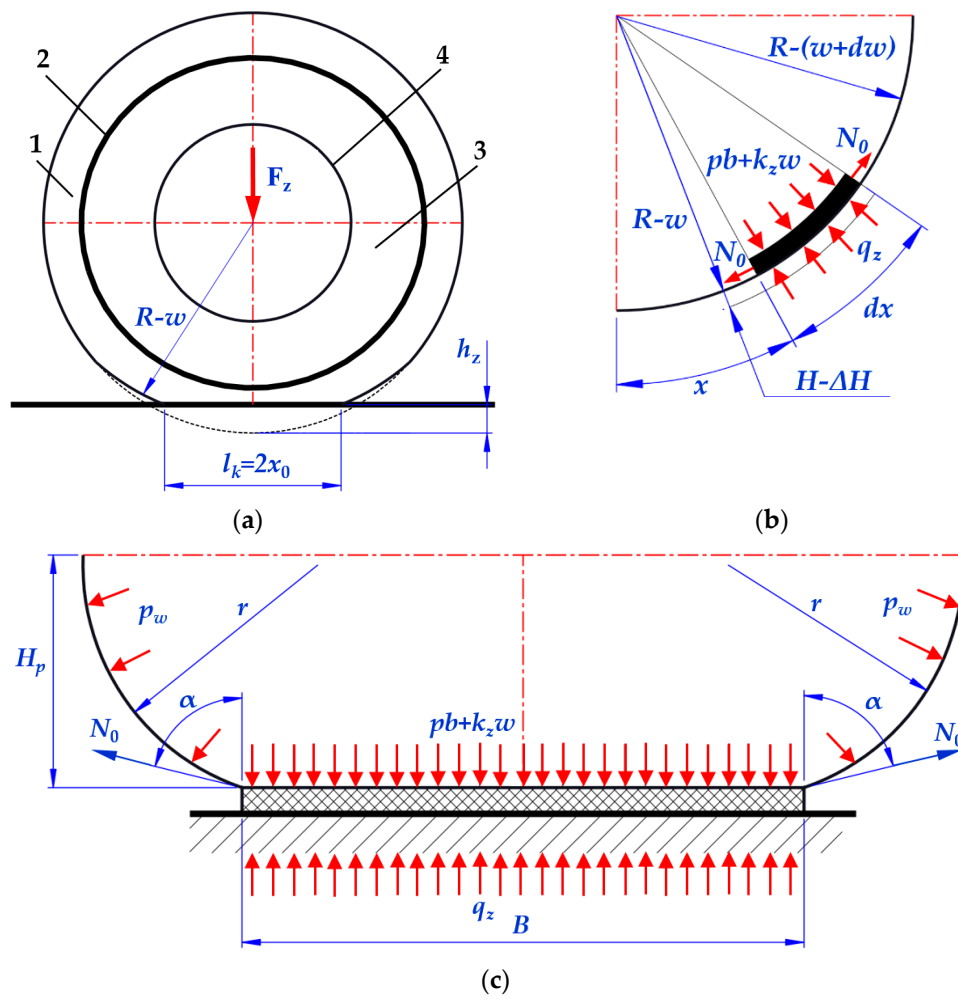 2
4
1
3
F_z
R-w
h_z
l_k=2x_0
(a)
R-(w+dw)
N_0
pb+k_zw
R-w
N_0
q_z
dx
x
H-ΔH
(b)
p_w
r
r
p_w
H_p
α
α
N_0
pb+k_zw
N_0
q_z
B
(c)